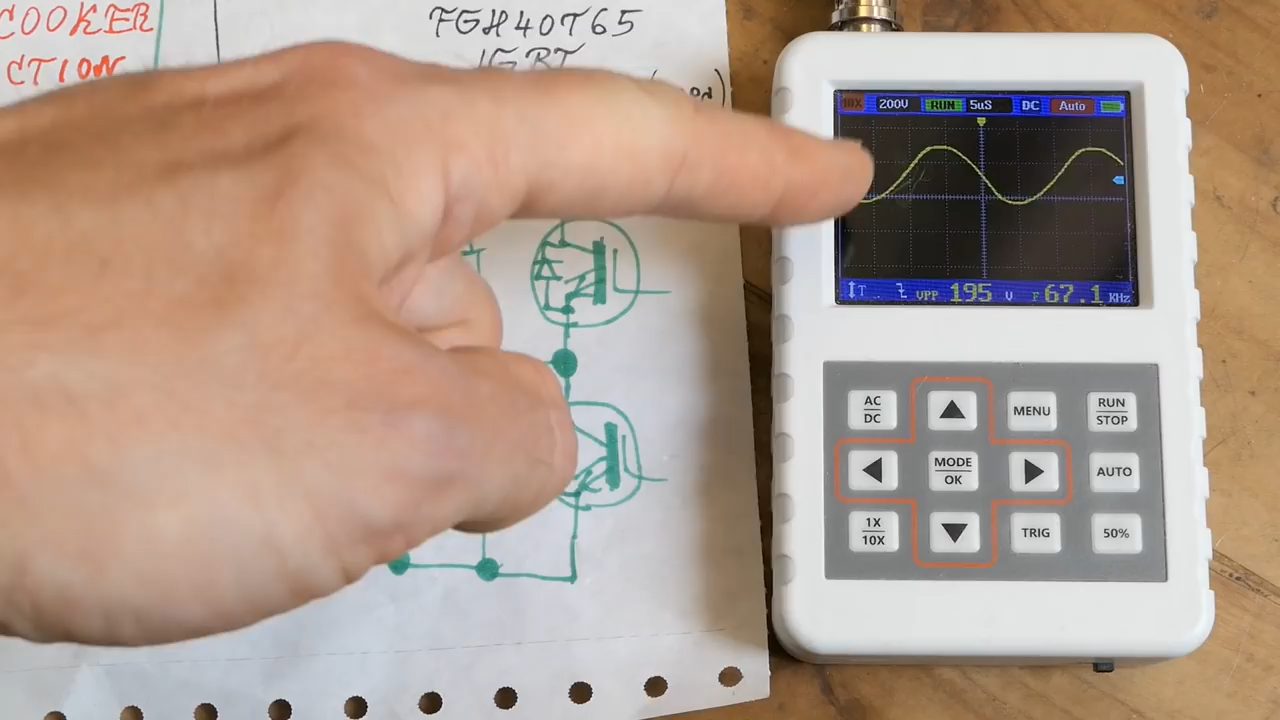 COOKER
CTION
FGH40T65
IGBT
10X 200V RUN 5uS DC Auto
VPP 195 V F 67.1 KHz
AC
DC
MENU
RUN
STOP
MODE
OK
AUTO
1X
10X
TRIG
50%